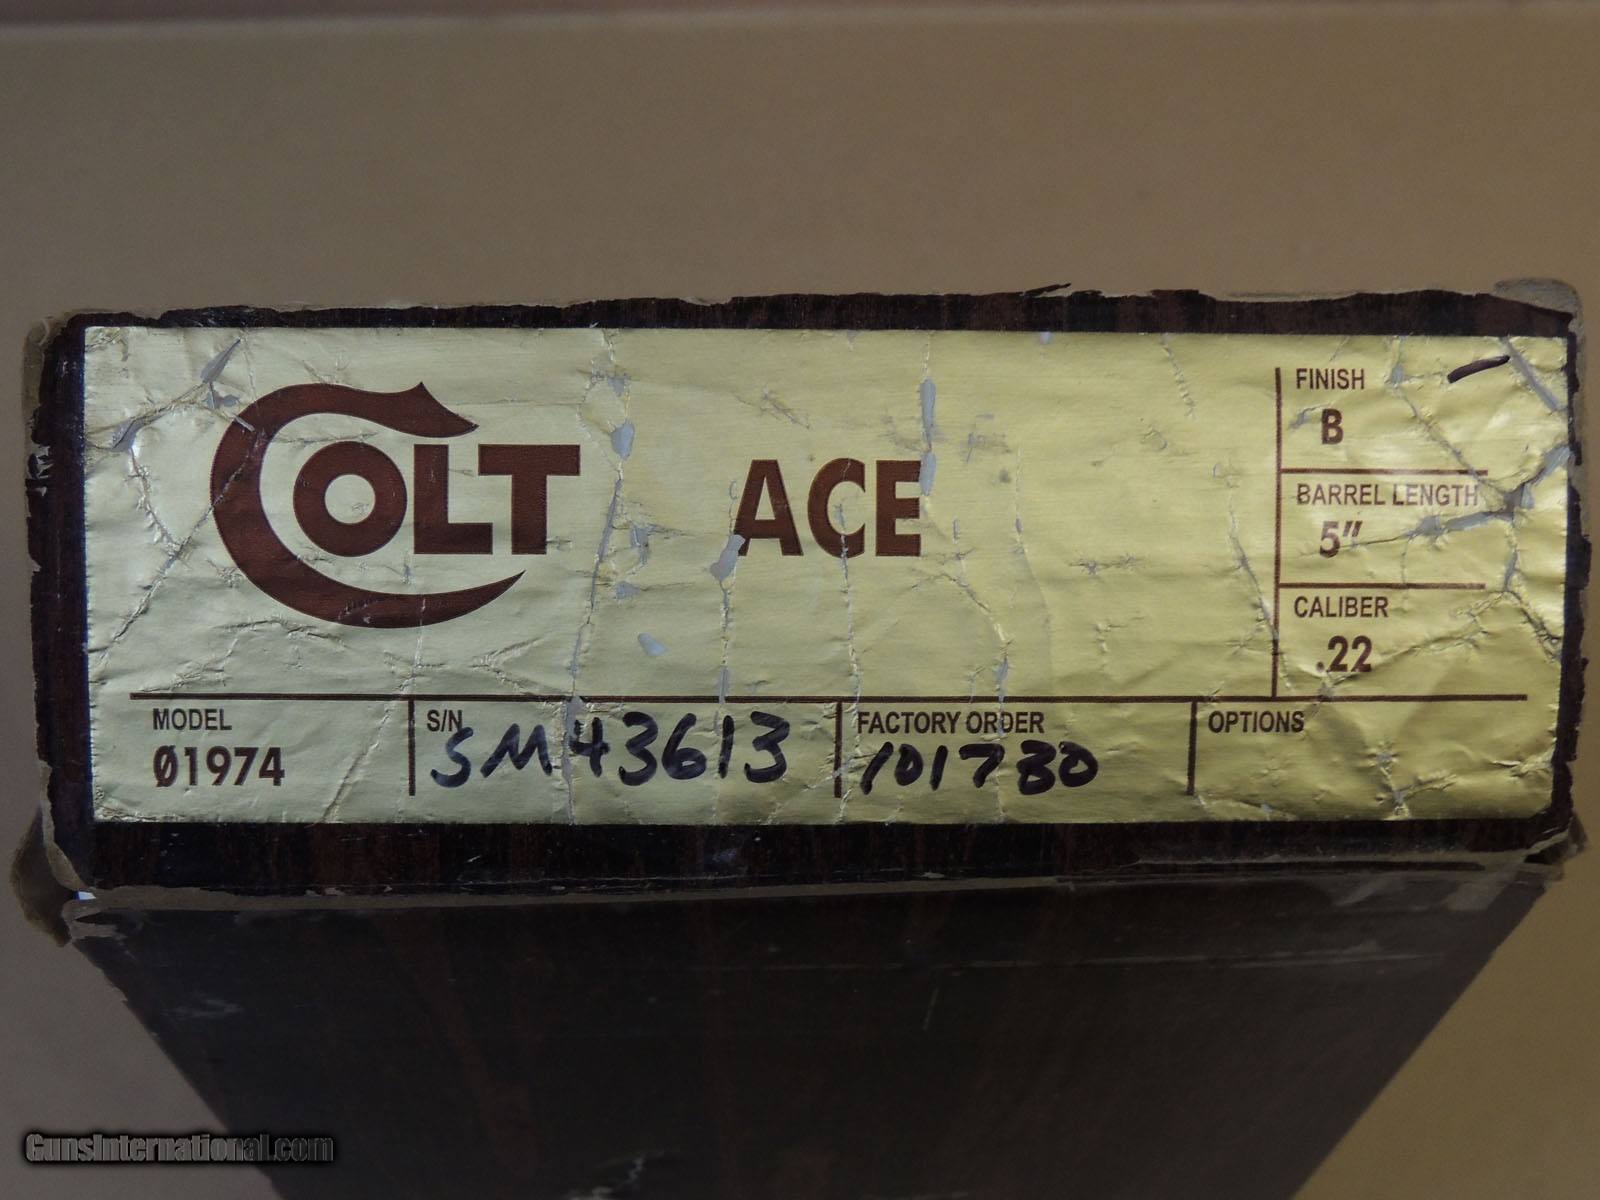 COLT ACE
FINISH
B
BARREL LENGTH
5"
CALIBER
.22
MODEL
Ø1974
S/N
SM43613
FACTORY ORDER
101780
OPTIONS
GunsInternational.com